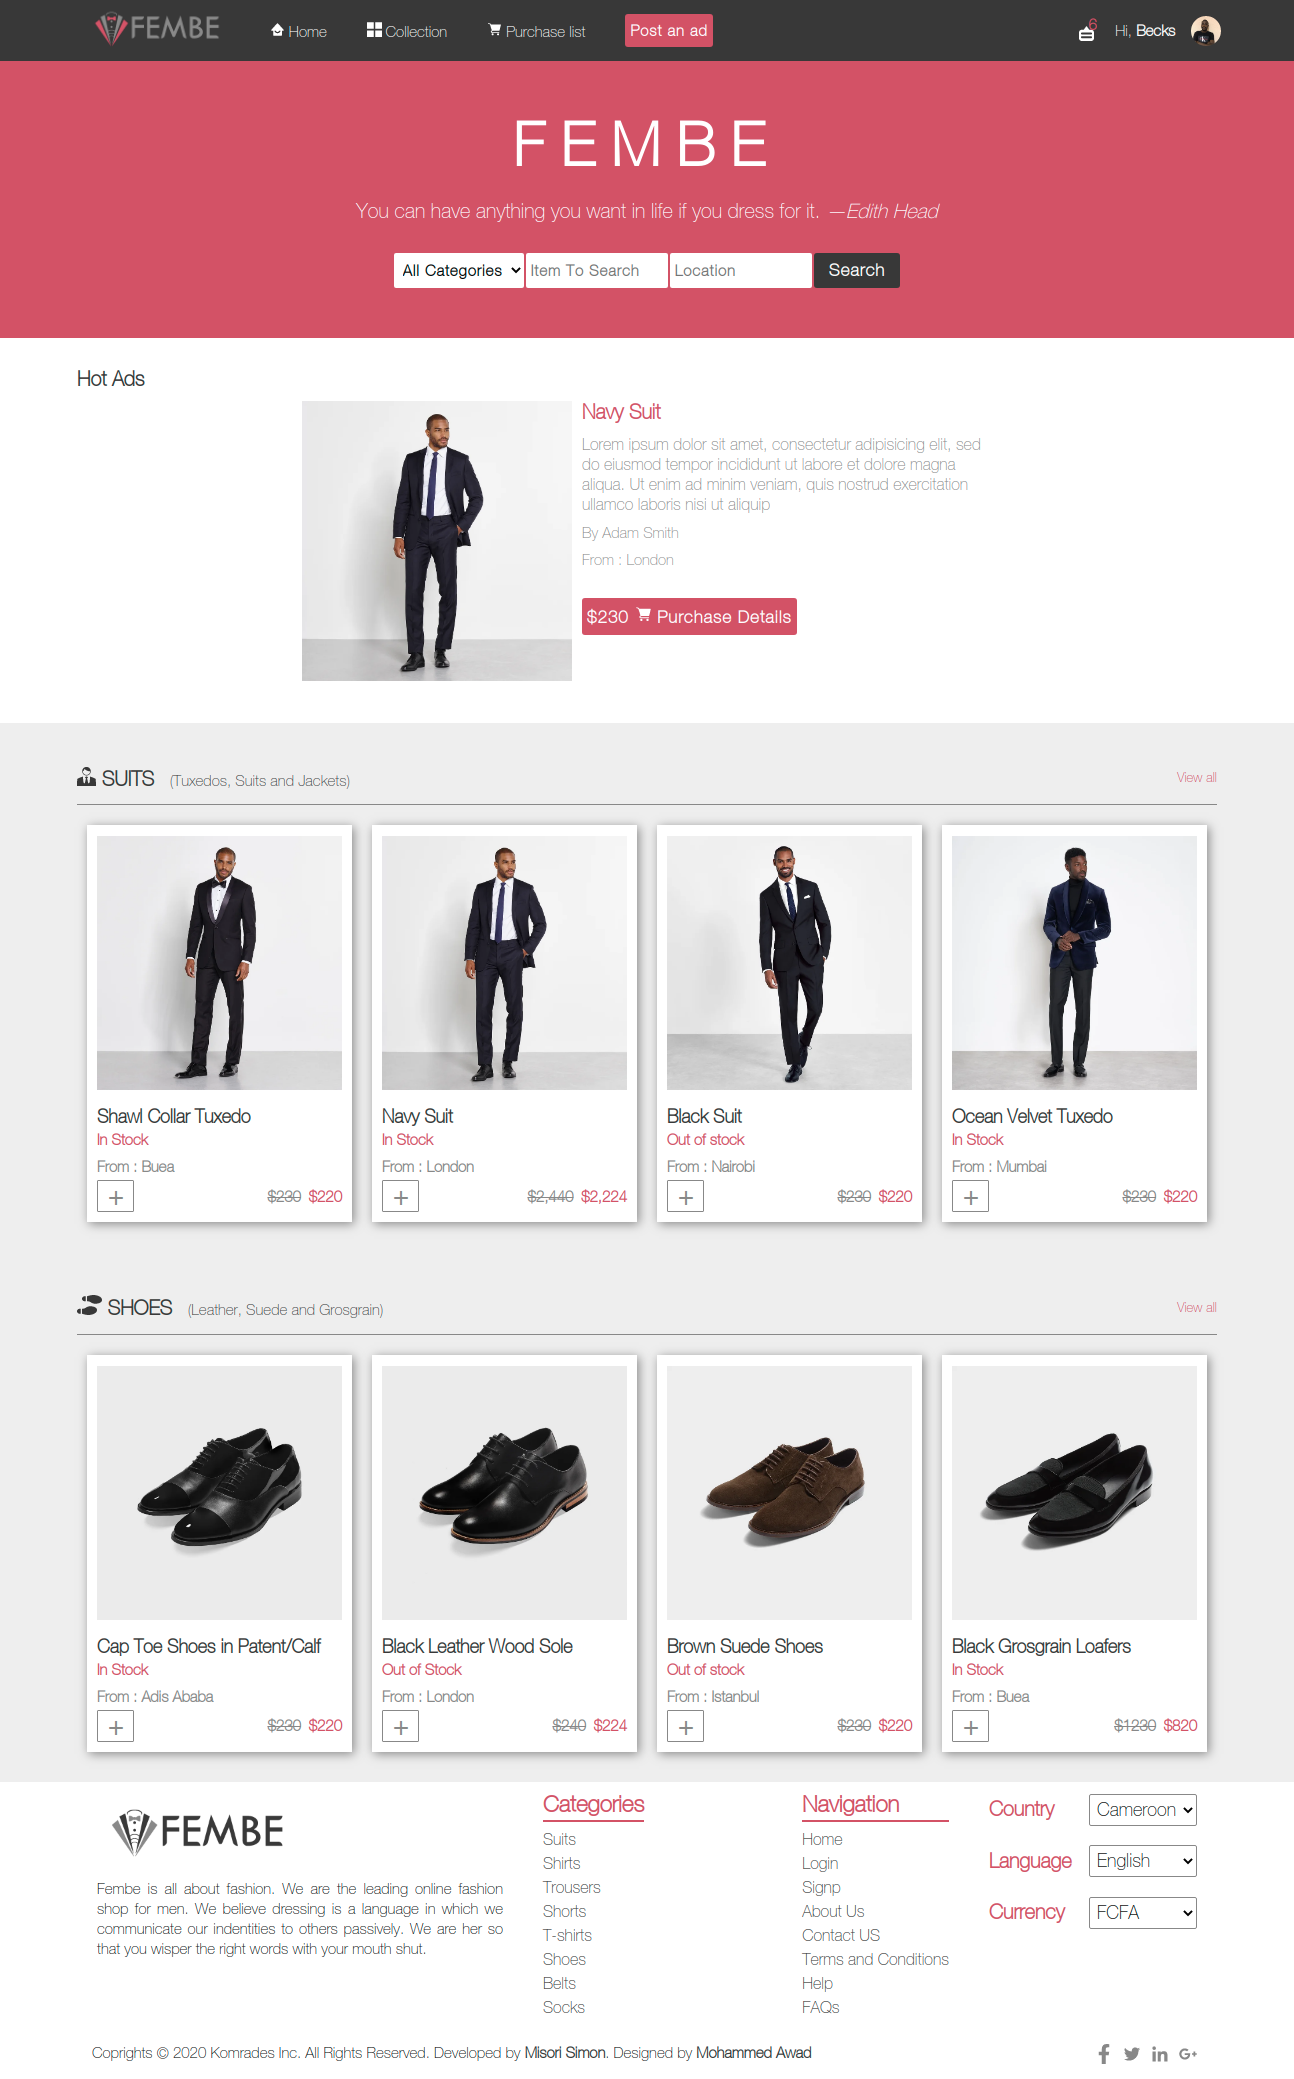 FEMBE Home Collection Purchase list Post an ad 6 Hi, Becks
FEMBE
You can have anything you want in life if you dress for it. —Edith Head
All Categories Item To Search Location Search
Hot Ads
Navy Suit
Lorem ipsum dolor sit amet, consectetur adipisicing elit, sed
do eiusmod tempor incididunt ut labore et dolore magna
aliqua. Ut enim ad minim veniam, quis nostrud exercitation
ullamco laboris nisi ut aliquip
By Adam Smith
From : London
$230 Purchase Details
SUITS (Tuxedos, Suits and Jackets) View all
Shawl Collar Tuxedo
In Stock
From : Buea
+ $230 $220
Navy Suit
In Stock
From : London
+ $2,440 $2,224
Black Suit
Out of stock
From : Nairobi
+ $230 $220
Ocean Velvet Tuxedo
In Stock
From : Mumbai
+ $230 $220
SHOES (Leather, Suede and Grosgrain) View all
Cap Toe Shoes in Patent/Calf
In Stock
From : Adis Ababa
+ $230 $220
Black Leather Wood Sole
Out of Stock
From : London
+ $240 $224
Brown Suede Shoes
Out of stock
From : Istanbul
+ $230 $220
Black Grosgrain Loafers
In Stock
From : Buea
+ $1230 $820
FEMBE
Fembe is all about fashion. We are the leading online fashion
shop for men. We believe dressing is a language in which we
communicate our indentities to others passively. We are her so
that you wisper the right words with your mouth shut.
Categories
Suits
Shirts
Trousers
Shorts
T-shirts
Shoes
Belts
Socks
Navigation
Home
Login
Signp
About Us
Contact US
Terms and Conditions
Help
FAQs
Country Cameroon
Language English
Currency FCFA
Coprights © 2020 Komrades Inc. All Rights Reserved. Developed by Misori Simon. Designed by Mohammed Awad